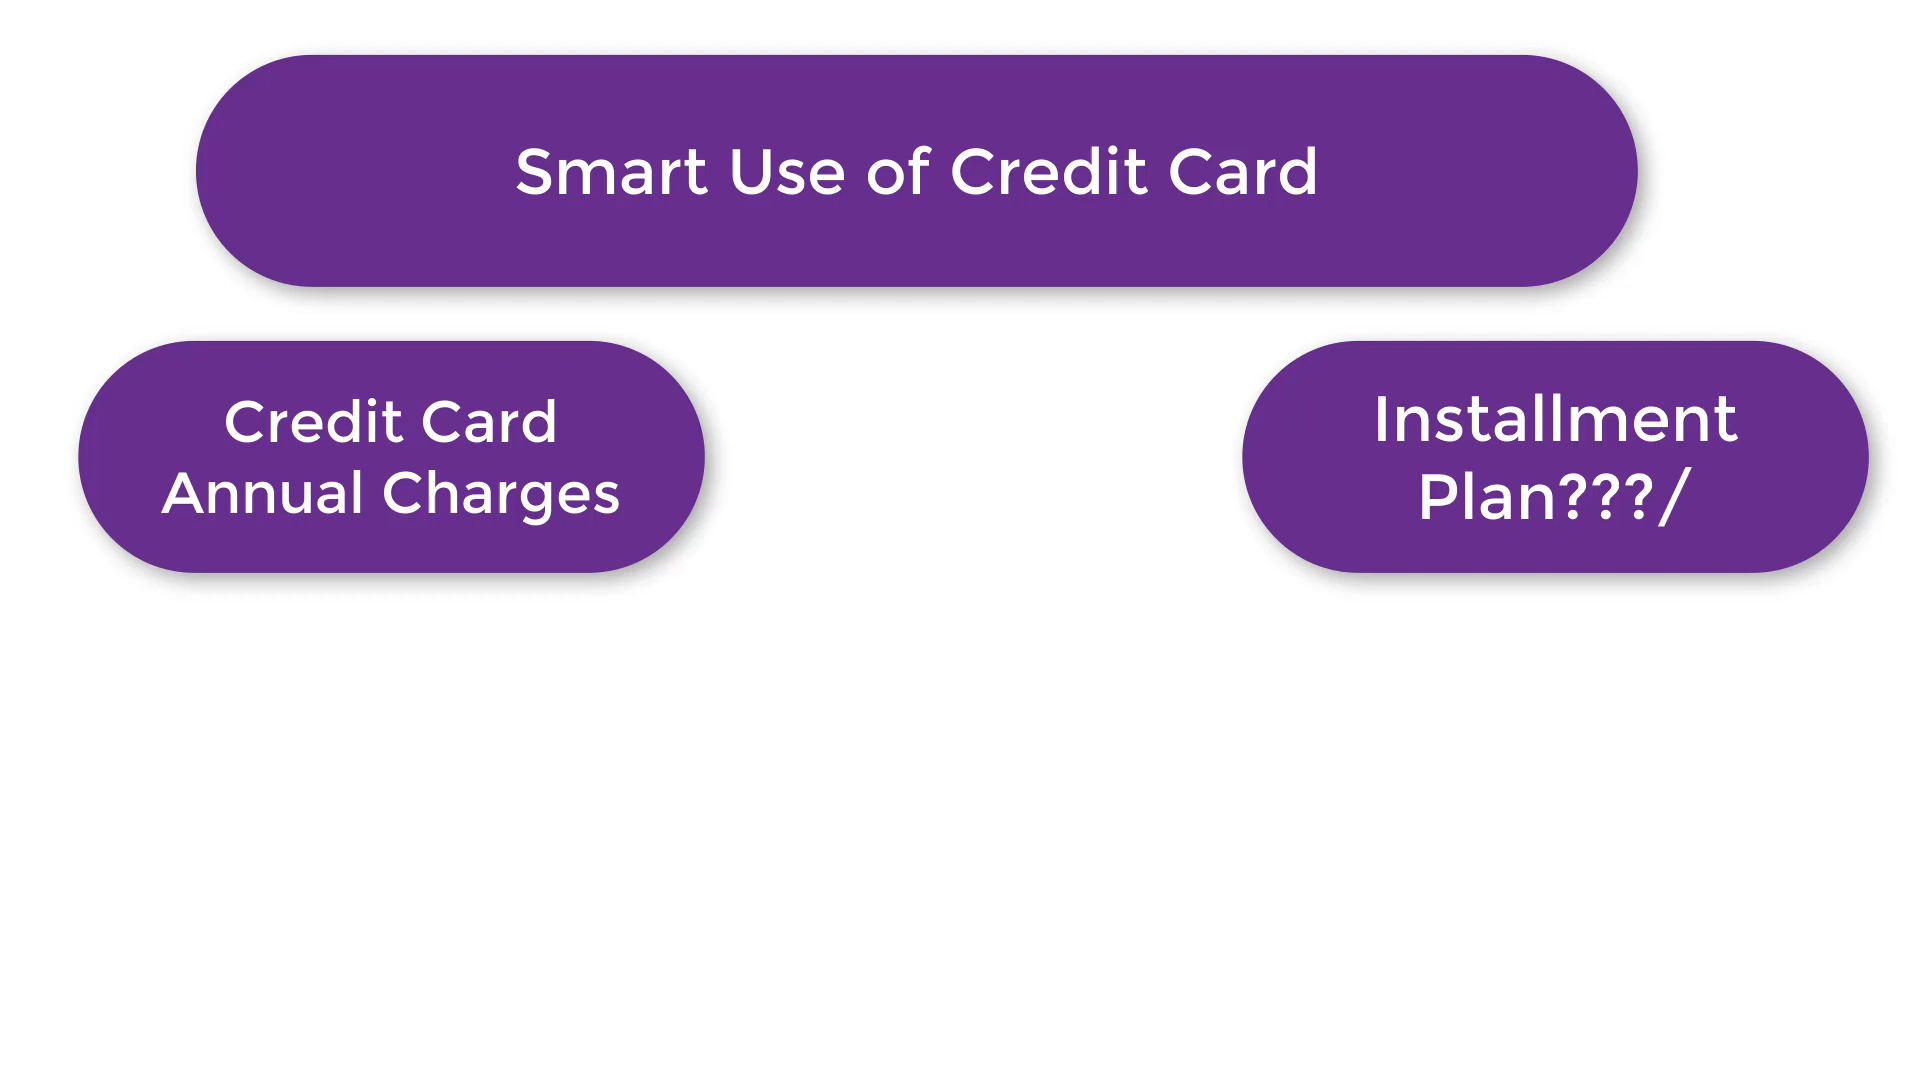 Smart Use of Credit Card
Credit Card
Annual Charges
Installment
Plan???/